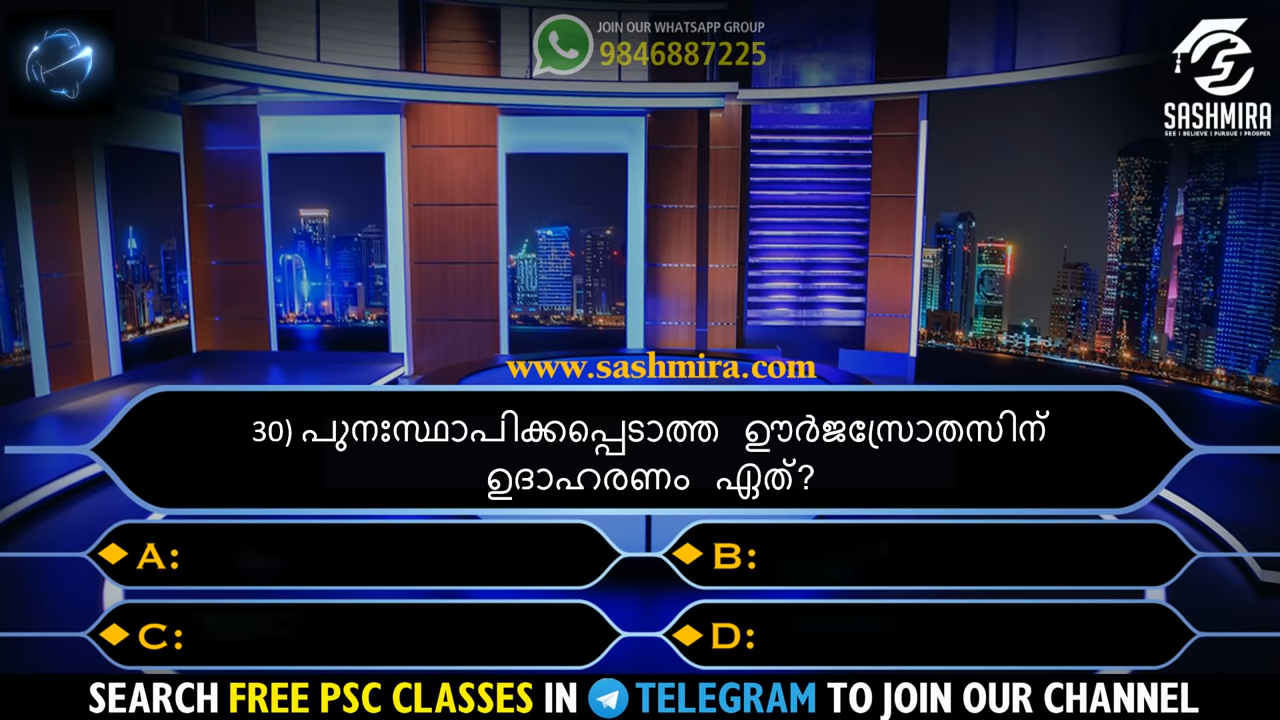 JOIN OUR WHATSAPP GROUP
9846887225
SASHMIRA
SEE I BELIEVE I PURSUE I PROSPER
www.sashmira.com
30) പുനഃസ്ഥാപിക്കപ്പെടാത്ത ഊർജസ്രോതസിന്
ഉദാഹരണം ഏത്?
A:
B:
C:
D:
SEARCH FREE PSC CLASSES IN TELEGRAM TO JOIN OUR CHANNEL